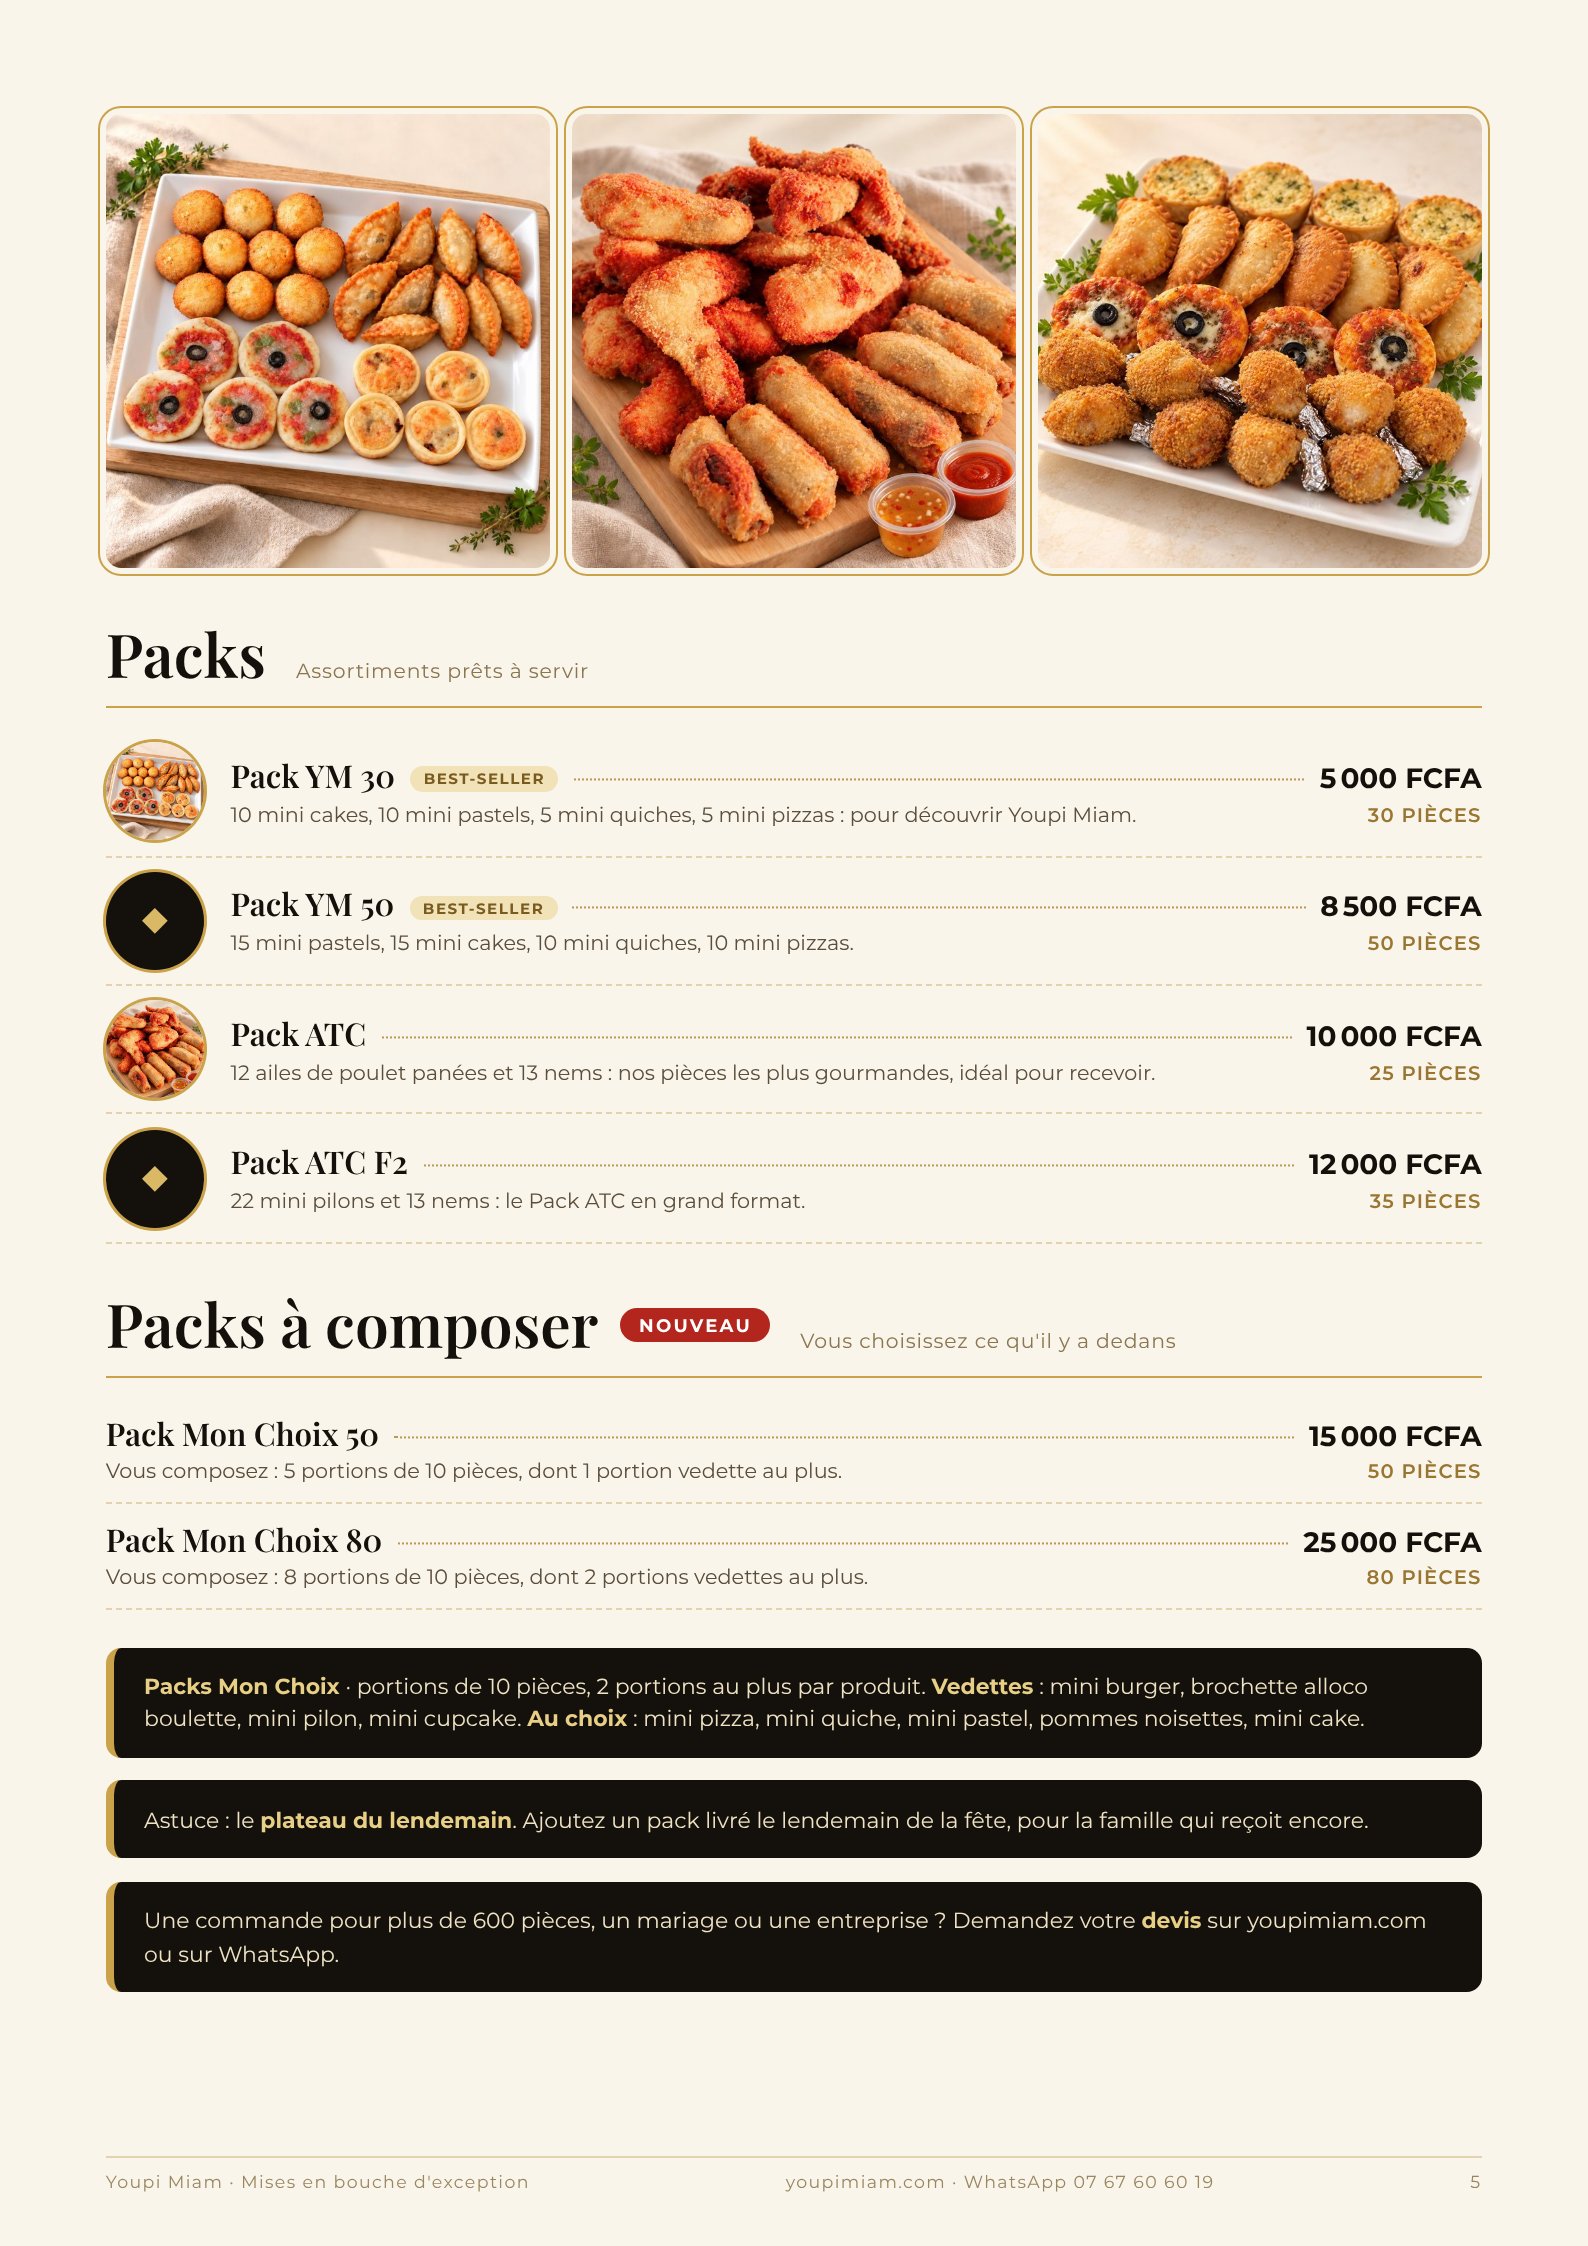 Packs Assortiments prêts à servir
Pack YM 30 BEST-SELLER 5 000 FCFA
10 mini cakes, 10 mini pastels, 5 mini quiches, 5 mini pizzas : pour découvrir Youpi Miam. 30 PIÈCES
Pack YM 50 BEST-SELLER 8 500 FCFA
15 mini pastels, 15 mini cakes, 10 mini quiches, 10 mini pizzas. 50 PIÈCES
Pack ATC 10 000 FCFA
12 ailes de poulet panées et 13 nems : nos pièces les plus gourmandes, idéal pour recevoir. 25 PIÈCES
Pack ATC F2 12 000 FCFA
22 mini pilons et 13 nems : le Pack ATC en grand format. 35 PIÈCES
Packs à composer NOUVEAU Vous choisissez ce qu'il y a dedans
Pack Mon Choix 50 15 000 FCFA
Vous composez : 5 portions de 10 pièces, dont 1 portion vedette au plus. 50 PIÈCES
Pack Mon Choix 80 25 000 FCFA
Vous composez : 8 portions de 10 pièces, dont 2 portions vedettes au plus. 80 PIÈCES
Packs Mon Choix · portions de 10 pièces, 2 portions au plus par produit. Vedettes : mini burger, brochette alloco
boulette, mini pilon, mini cupcake. Au choix : mini pizza, mini quiche, mini pastel, pommes noisettes, mini cake.
Astuce : le plateau du lendemain. Ajoutez un pack livré le lendemain de la fête, pour la famille qui reçoit encore.
Une commande pour plus de 600 pièces, un mariage ou une entreprise ? Demandez votre devis sur youpimiam.com
ou sur WhatsApp.
Youpi Miam · Mises en bouche d'exception youpimiam.com · WhatsApp 07 67 60 60 19 5